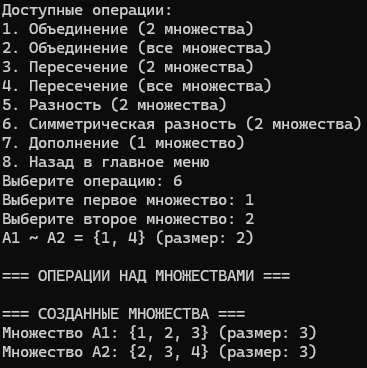 Доступные операции:
1. Объединение (2 множества)
2. Объединение (все множества)
3. Пересечение (2 множества)
4. Пересечение (все множества)
5. Разность (2 множества)
6. Симметрическая разность (2 множества)
7. Дополнение (1 множество)
8. Назад в главное меню
Выберите операцию: 6
Выберите первое множество: 1
Выберите второе множество: 2
A1 ~ A2 = {1, 4} (размер: 2)
=== ОПЕРАЦИИ НАД МНОЖЕСТВАМИ ===
=== СОЗДАННЫЕ МНОЖЕСТВА ===
Множество A1: {1, 2, 3} (размер: 3)
Множество A2: {2, 3, 4} (размер: 3)